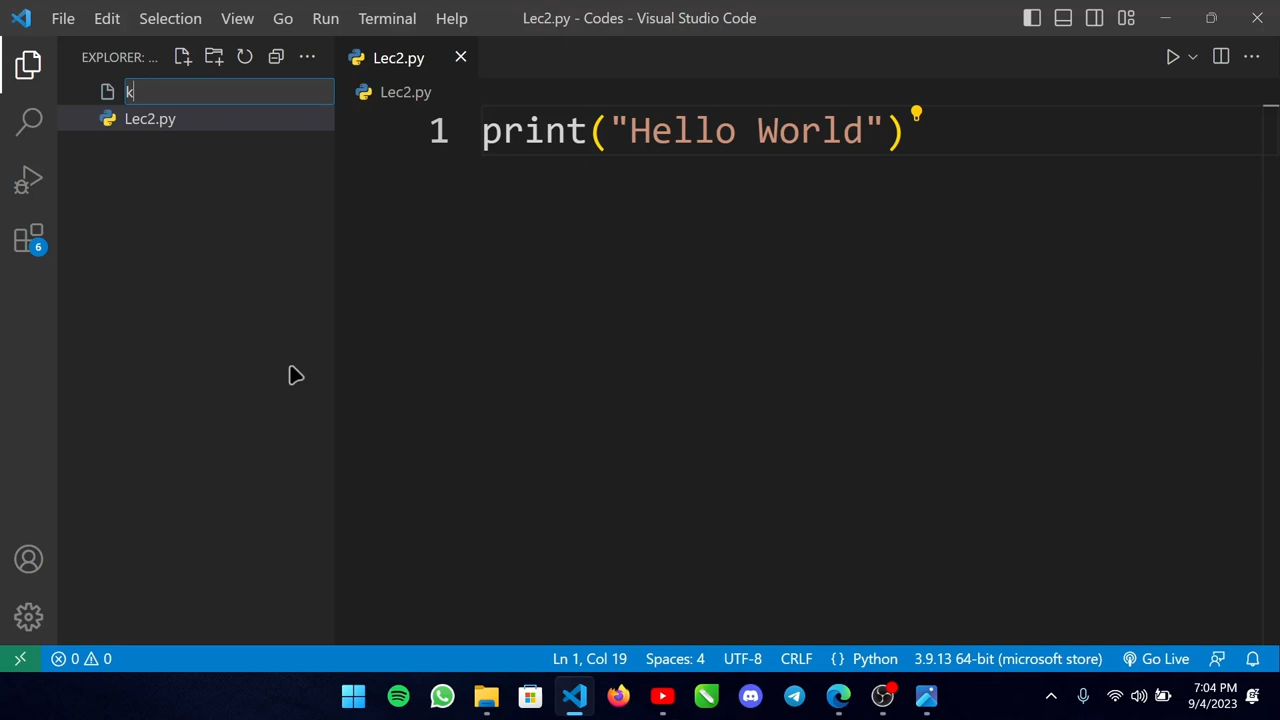 File Edit Selection View Go Run Terminal Help
Lec2.py - Codes - Visual Studio Code
EXPLORER: ...
k
Lec2.py
Lec2.py
Lec2.py
1 print("Hello World")
6
0 0
Ln 1, Col 19 Spaces: 4 UTF-8 CRLF {} Python 3.9.13 64-bit (microsoft store) Go Live
7:04 PM
9/4/2023